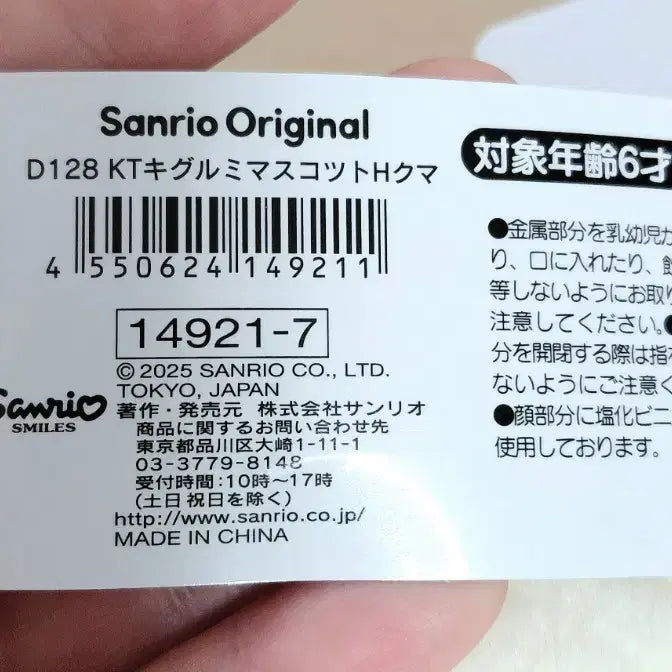 Sanrio Original
D128 KTキグルミマスコツトHクマ
4 550624 149211
14921-7
© 2025 SANRIO CO., LTD.
TOKYO, JAPAN
Sanrio
SMILES
著作・発売元 株式会社サンリオ
商品に関するお問い合わせ先
東京都品川区大崎1-11-1
03-3779-8148
受付時間:10時～17時
(土日祝日を除く)
http://www.sanrio.co.jp/
MADE IN CHINA
対象年齢6才
●金属部分を乳幼児が
り、口に入れたり、飲
等しないようにお取り
注意してください。●
分を開閉する際は指を
ないようにご注意く
●顔部分に塩化ビニ
使用しております。